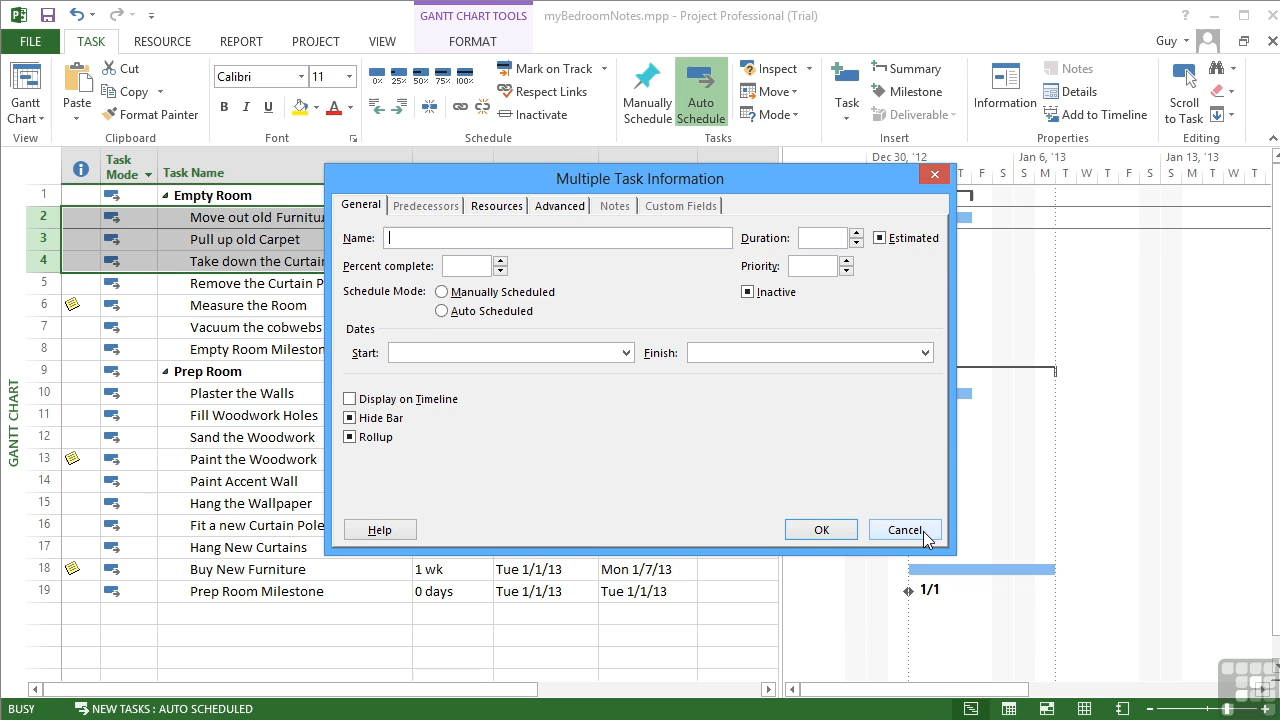 GANTT CHART TOOLS
myBedroomNotes.mpp - Project Professional (Trial)
?
FILE
TASK
RESOURCE
REPORT
PROJECT
VIEW
FORMAT
Guy
Gantt Chart
View
Paste
Cut
Copy
Format Painter
Clipboard
Calibri
11
B I U
A
Font
0% 25% 50% 75% 100%
Mark on Track
Respect Links
Inactivate
Schedule
Manually Schedule
Auto Schedule
Inspect
Move
Mode
Tasks
Task
Summary
Milestone
Deliverable
Insert
Information
Notes
Details
Add to Timeline
Properties
Scroll to Task
Editing
Task Mode
Task Name
Dec 30, '12
Jan 6, '13
Jan 13, '13
T F S S M T W T F S S M T W T
1 Empty Room
2 Move out old Furnitu
3 Pull up old Carpet
4 Take down the Curtain
5 Remove the Curtain P
6 Measure the Room
7 Vacuum the cobwebs
8 Empty Room Mileston
9 Prep Room
10 Plaster the Walls
11 Fill Woodwork Holes
12 Sand the Woodwork
13 Paint the Woodwork
14 Paint Accent Wall
15 Hang the Wallpaper
16 Fit a new Curtain Pole
17 Hang New Curtains
18 Buy New Furniture 1 wk Tue 1/1/13 Mon 1/7/13
19 Prep Room Milestone 0 days Tue 1/1/13 Tue 1/1/13
1/1
GANTT CHART
Multiple Task Information
General
Predecessors
Resources
Advanced
Notes
Custom Fields
Name:
Duration:
Estimated
Percent complete:
Priority:
Schedule Mode:
Manually Scheduled
Inactive
Auto Scheduled
Dates
Start:
Finish:
Display on Timeline
Hide Bar
Rollup
Help
OK
Cancel
BUSY
NEW TASKS : AUTO SCHEDULED